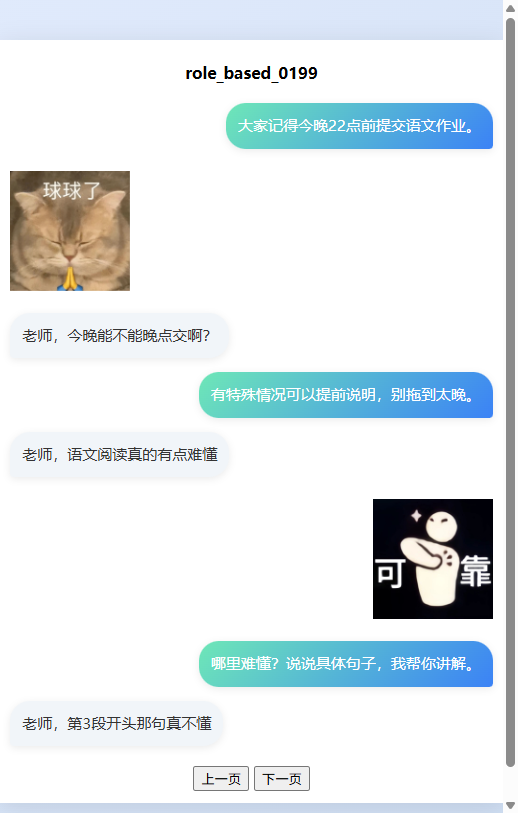 role_based_0199
大家记得今晚22点前提交语文作业。
球球了
老师，今晚能不能晚点交啊？
有特殊情况可以提前说明，别拖到太晚。
老师，语文阅读真的有点难懂
可靠
哪里难懂？说说具体句子，我帮你讲解。
老师，第3段开头那句真不懂
上一页 下一页